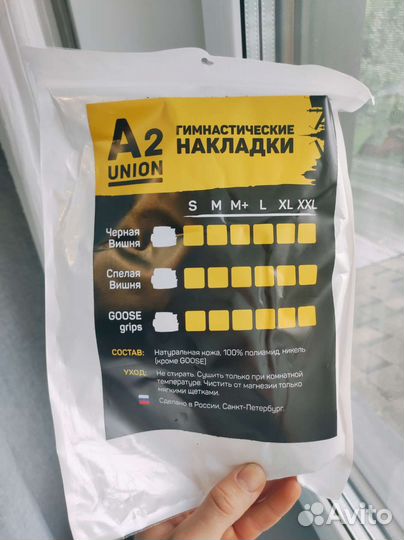 A2
UNION
ГИМНАСТИЧЕСКИЕ
НАКЛАДКИ
S M M+ L XL XXL
Черная
Вишня
Спелая
Вишня
GOOSE
grips
СОСТАВ: Натуральная кожа, 100% полиамид, никель
(кроме GOOSE)
УХОД: Не стирать. Сушить только при комнатной
температуре. Чистить от магнезии только
мягкими щетками.
Сделано в России, Санкт-Петербург.
Avito